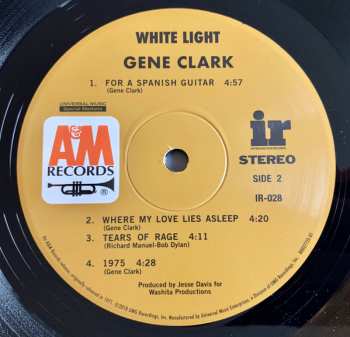 WHITE LIGHT
GENE CLARK
1. FOR A SPANISH GUITAR 4:57
(Gene Clark)
UNIVERSAL MUSIC
Special Markets
A&M
RECORDS
ir
STEREO
SIDE 2
IR-028
2. WHERE MY LOVE LIES ASLEEP 4:20
(Gene Clark)
3. TEARS OF RAGE 4:11
(Richard Manuel-Bob Dylan)
4. 1975 4:28
(Gene Clark)
Produced by Jesse Davis for
Washita Productions